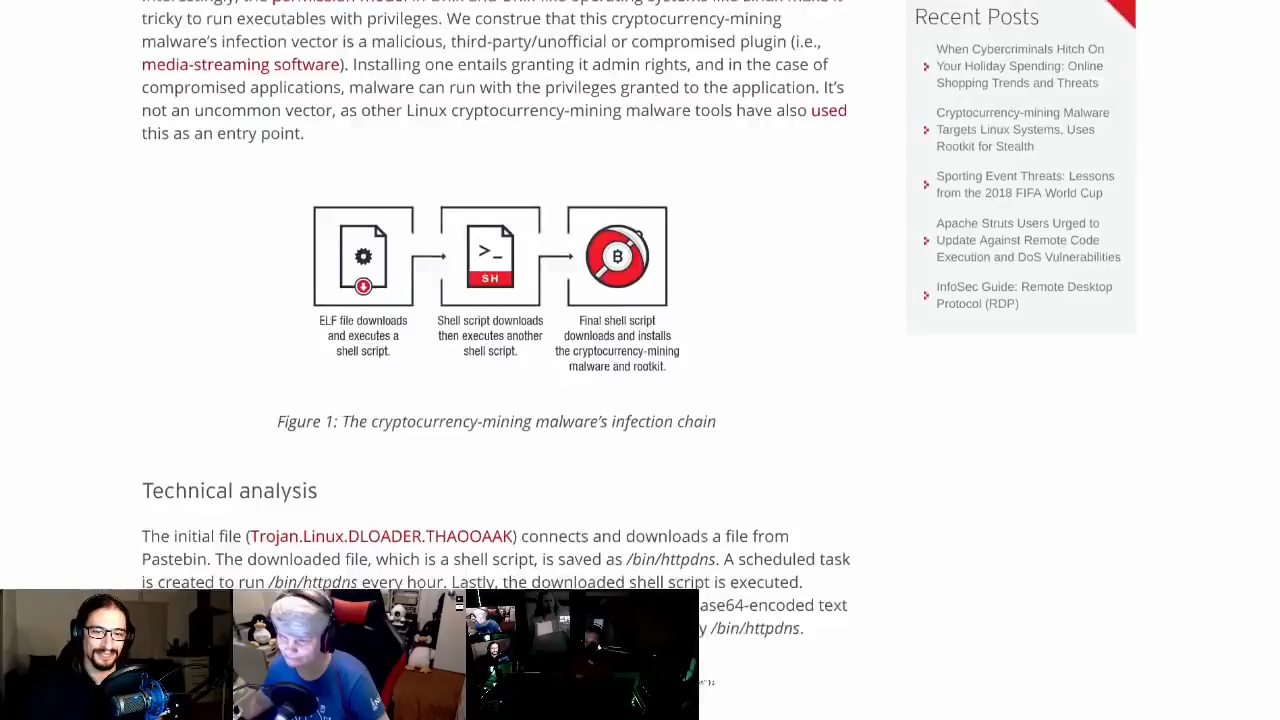 tricky to run executables with privileges. We construe that this cryptocurrency-mining
malware's infection vector is a malicious, third-party/unofficial or compromised plugin (i.e.,
media-streaming software). Installing one entails granting it admin rights, and in the case of
compromised applications, malware can run with the privileges granted to the application. It's
not an uncommon vector, as other Linux cryptocurrency-mining malware tools have also used
this as an entry point.
>_
SH
ELF file downloads
and executes a
shell script.
Shell script downloads
then executes another
shell script.
Final shell script
downloads and installs
the cryptocurrency-mining
malware and rootkit.
Figure 1: The cryptocurrency-mining malware's infection chain
Technical analysis
The initial file (Trojan.Linux.DLOADER.THAOOAAK) connects and downloads a file from
Pastebin. The downloaded file, which is a shell script, is saved as /bin/httpdns. A scheduled task
is created to run /bin/httpdns every hour. Lastly, the downloaded shell script is executed.
ase64-encoded text
y /bin/httpdns.
Recent Posts
When Cybercriminals Hitch On
Your Holiday Spending: Online
Shopping Trends and Threats
Cryptocurrency-mining Malware
Targets Linux Systems, Uses
Rootkit for Stealth
Sporting Event Threats: Lessons
from the 2018 FIFA World Cup
Apache Struts Users Urged to
Update Against Remote Code
Execution and DoS Vulnerabilities
InfoSec Guide: Remote Desktop
Protocol (RDP)